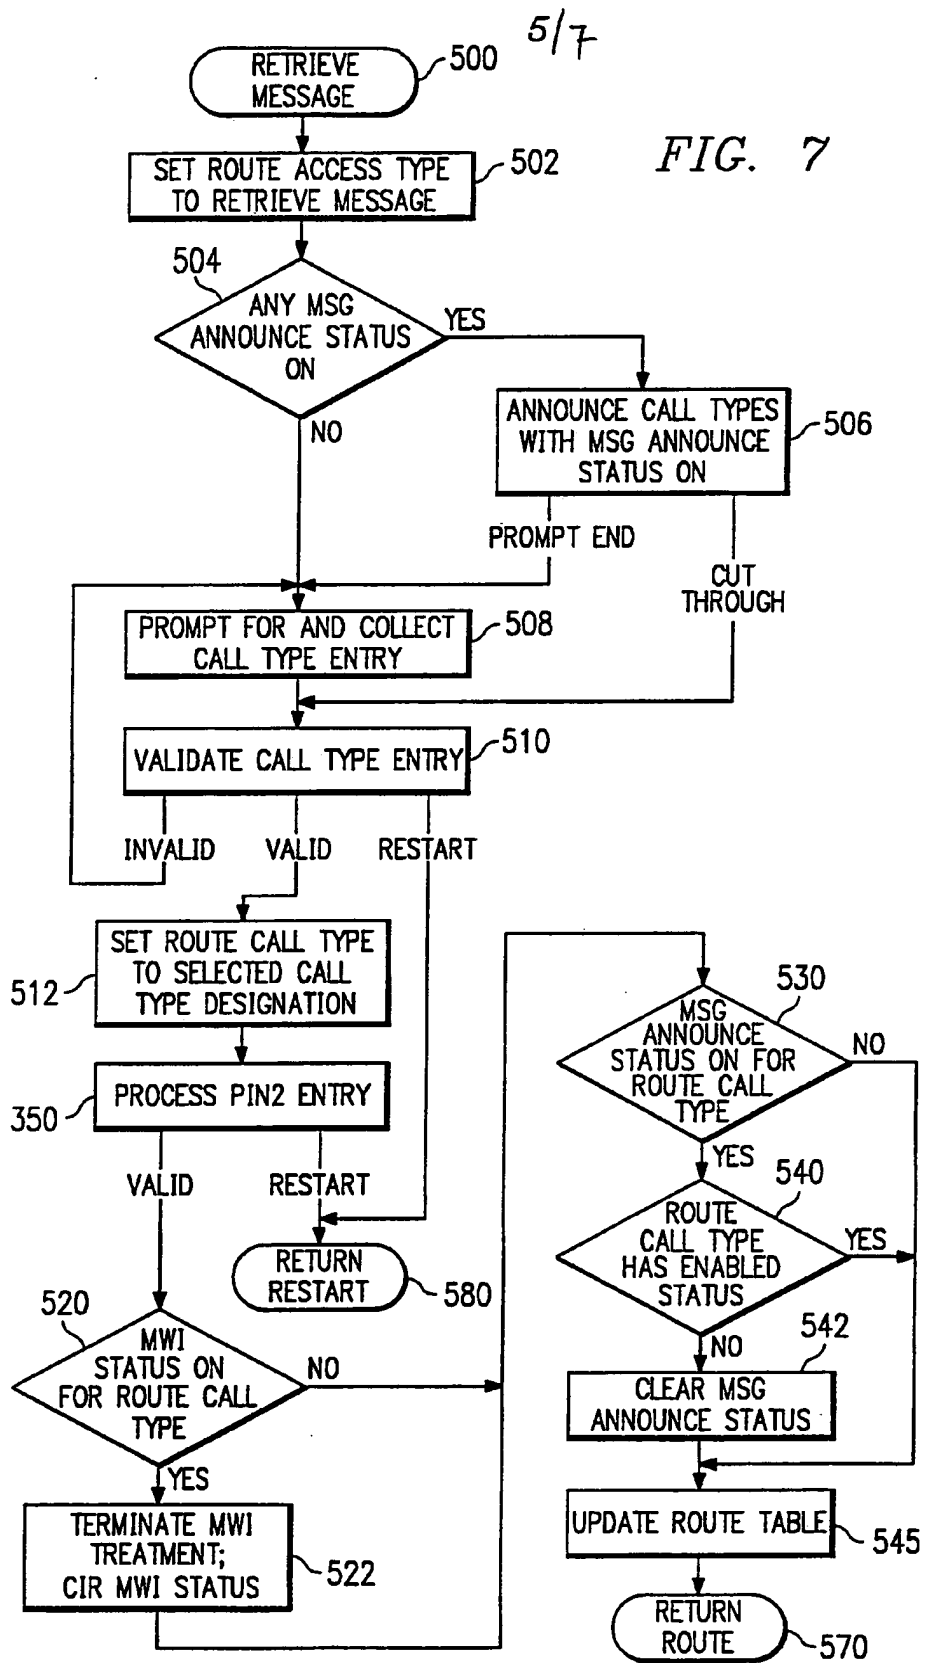 5/7
RETRIEVE
MESSAGE
500
FIG. 7
SET ROUTE ACCESS TYPE
TO RETRIEVE MESSAGE
502
504
ANY MSG
ANNOUNCE STATUS
ON
YES
NO
ANNOUNCE CALL TYPES
WITH MSG ANNOUNCE
STATUS ON
506
PROMPT END
CUT
THROUGH
PROMPT FOR AND COLLECT
CALL TYPE ENTRY
508
VALIDATE CALL TYPE ENTRY
510
INVALID
VALID
RESTART
SET ROUTE CALL TYPE
TO SELECTED CALL
TYPE DESIGNATION
512
PROCESS PIN2 ENTRY
350
VALID
RESTART
RETURN
RESTART
580
520
MWI
STATUS ON
FOR ROUTE CALL
TYPE
NO
YES
TERMINATE MWI
TREATMENT;
CIR MWI STATUS
522
530
MSG
ANNOUNCE
STATUS ON FOR
ROUTE CALL
TYPE
NO
YES
540
ROUTE
CALL TYPE
HAS ENABLED
STATUS
YES
NO
542
CLEAR MSG
ANNOUNCE STATUS
UPDATE ROUTE TABLE
545
RETURN
ROUTE
570